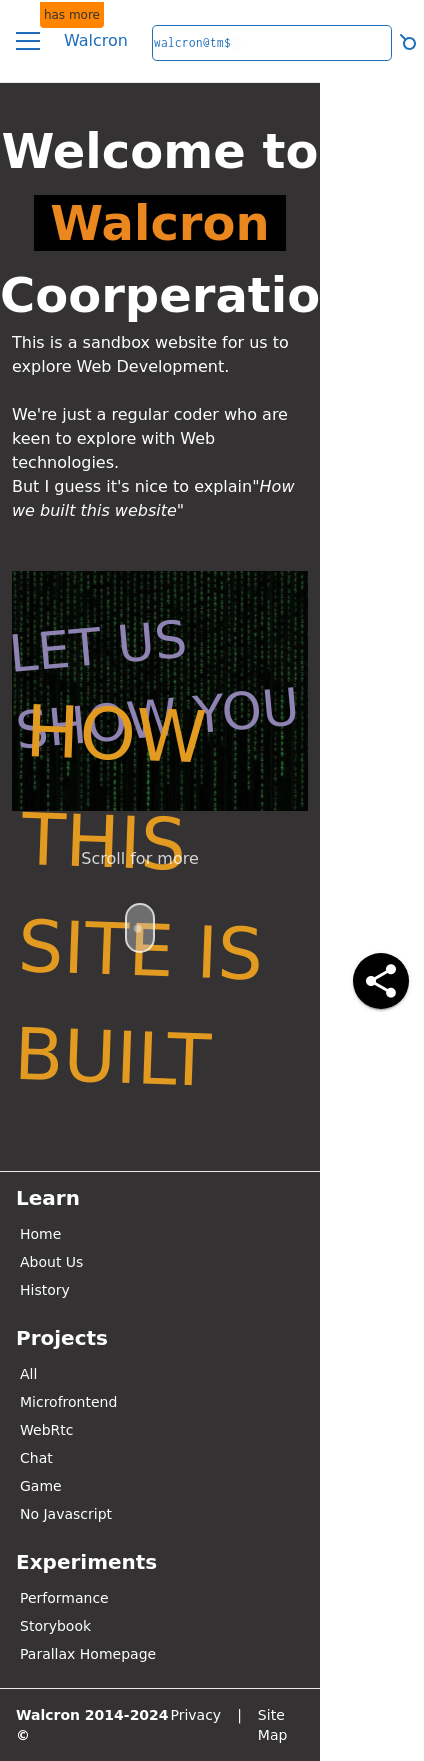 has more
Walcron
walcron@tm$
Welcome to
Walcron
Coorperatio
This is a sandbox website for us to
explore Web Development.
We're just a regular coder who are
keen to explore with Web
technologies.
But I guess it's nice to explain"How
we built this website"
LET US
SHOW YOU
HOW
THIS
Scroll for more
SITE IS
BUILT
Learn
Home
About Us
History
Projects
All
Microfrontend
WebRtc
Chat
Game
No Javascript
Experiments
Performance
Storybook
Parallax Homepage
Walcron 2014-2024 Privacy | Site
© Map